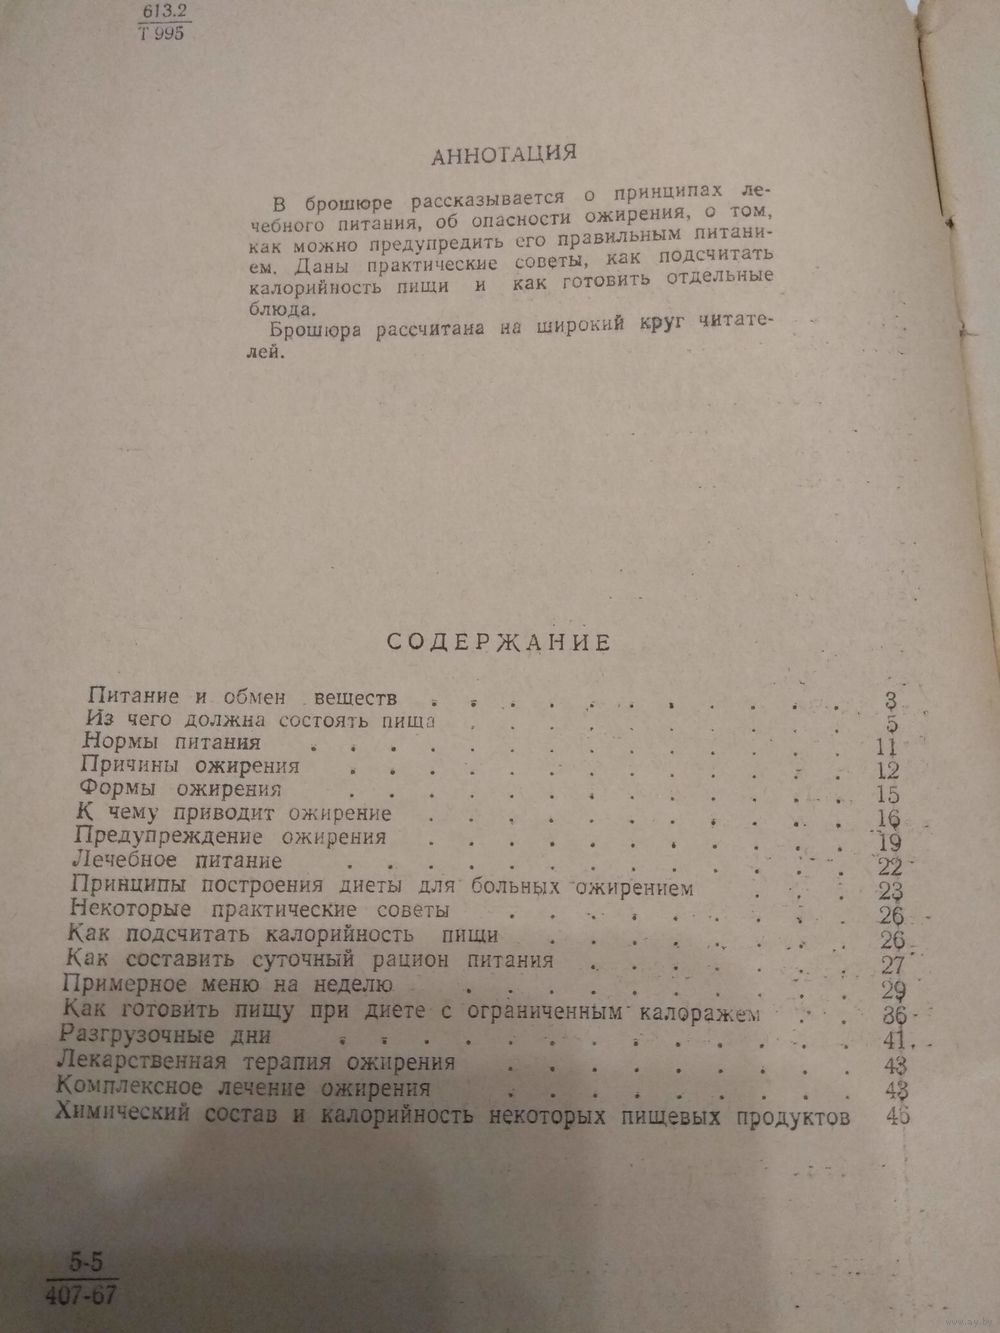 613.2
Т 995
АННОТАЦИЯ
В брошюре рассказывается о принципах ле-
чебного питания, об опасности ожирения, о том,
как можно предупредить его правильным питани-
ем. Даны практические советы, как подсчитать
калорийность пищи и как готовить отдельные
блюда.
Брошюра рассчитана на широкий круг читате-
лей.
СОДЕРЖАНИЕ
Питание и обмен веществ . . . . . . . . . . . 3
Из чего должна состоять пища . . . . . . . . . . 5
Нормы питания . . . . . . . . . . . . . . 11
Причины ожирения . . . . . . . . . . . . . 12
Формы ожирения . . . . . . . . . . . . . 15
К чему приводит ожирение . . . . . . . . . . . 16
Предупреждение ожирения . . . . . . . . . . . 19
Лечебное питание . . . . . . . . . . . . . 22
Принципы построения диеты для больных ожирением . . . 23
Некоторые практические советы . . . . . . . . . 26
Как подсчитать калорийность пищи . . . . . . . . 26
Как составить суточный рацион питания . . . . . . . 27
Примерное меню на неделю . . . . . . . . . . 29
Как готовить пищу при диете с ограниченным калоражем . . 36
Разгрузочные дни . . . . . . . . . . . . . 41
Лекарственная терапия ожирения . . . . . . . . . 43
Комплексное лечение ожирения . . . . . . . . . 43
Химический состав и калорийность некоторых пищевых продуктов
5-5
407-67
www.ay.by